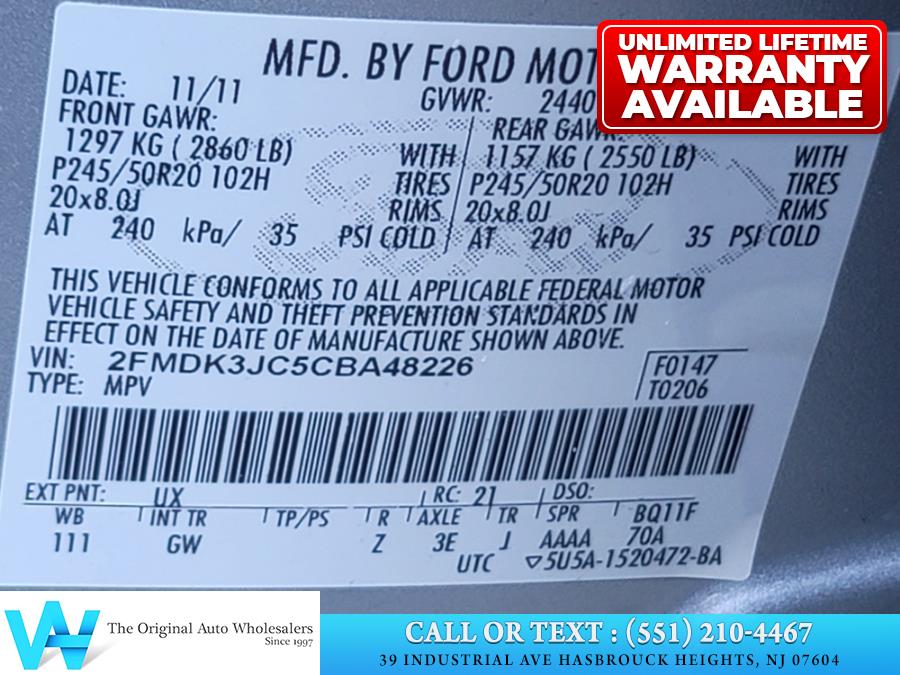 MFD. BY FORD MOT
UNLIMITED LIFETIME
WARRANTY
AVAILABLE
DATE: 11/11 GVWR: 2440
FRONT GAWR: REAR GAWR:
1297 KG ( 2860 LB) WITH 1157 KG ( 2550 LB) WITH
P245/50R20 102H TIRES P245/50R20 102H TIRES
20x8.0J RIMS 20x8.0J RIMS
AT 240 kPa/ 35 PSI COLD AT 240 kPa/ 35 PSI COLD
THIS VEHICLE CONFORMS TO ALL APPLICABLE FEDERAL MOTOR
VEHICLE SAFETY AND THEFT PREVENTION STANDARDS IN
EFFECT ON THE DATE OF MANUFACTURE SHOWN ABOVE.
VIN: 2FMDK3JC5CBA48226 F0147
TYPE: MPV T0206
EXT PNT: UX RC: 21 DSO:
WB INT TR TP/PS R AXLE TR SPR BQ11F
111 GW Z 3E J AAAA 70A
UTC ▽5U5A-1520472-BA
The Original Auto Wholesalers
Since 1997
CALL OR TEXT : (551) 210-4467
39 INDUSTRIAL AVE HASBROUCK HEIGHTS, NJ 07604